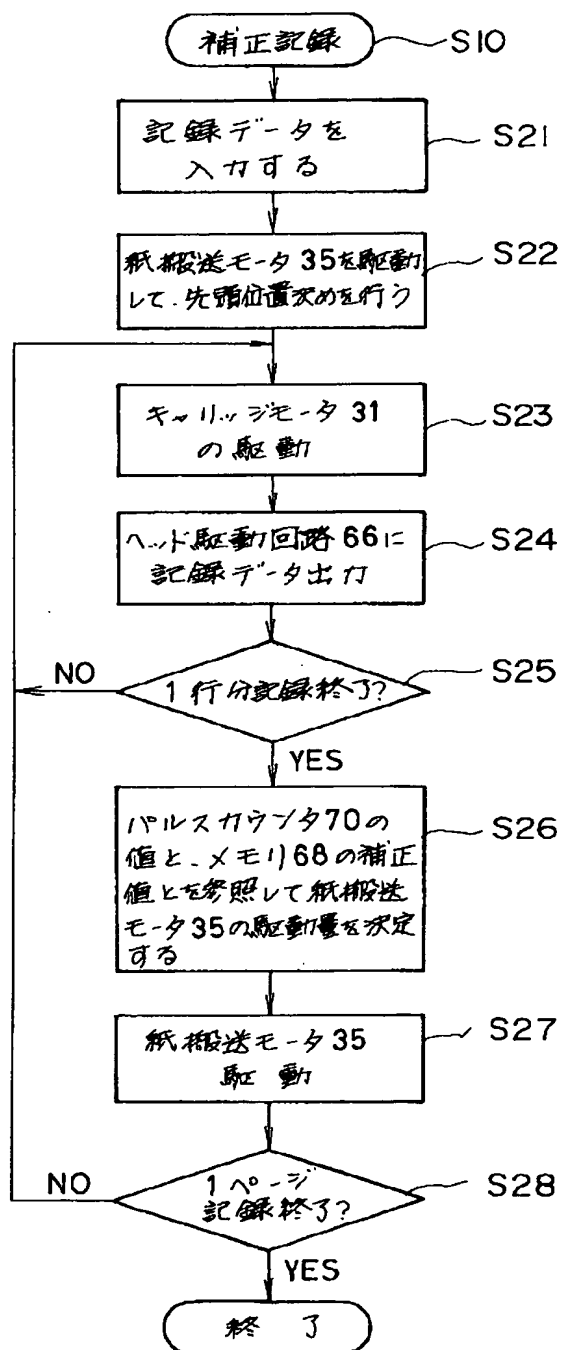 補正記録
S10
記録データを
入力する
S21
紙搬送モータ35を駆動
して、先頭位置決めを行う
S22
キャリッジモータ31
の駆動
S23
ヘッド駆動回路66に
記録データ出力
S24
1行分記録終了?
S25
NO
YES
パルスカウンタ70の
値と、メモリ68の補正
値とを参照して紙搬送
モータ35の駆動量を決定
する
S26
紙搬送モータ35
駆動
S27
1ページ
記録終了?
S28
NO
YES
終了